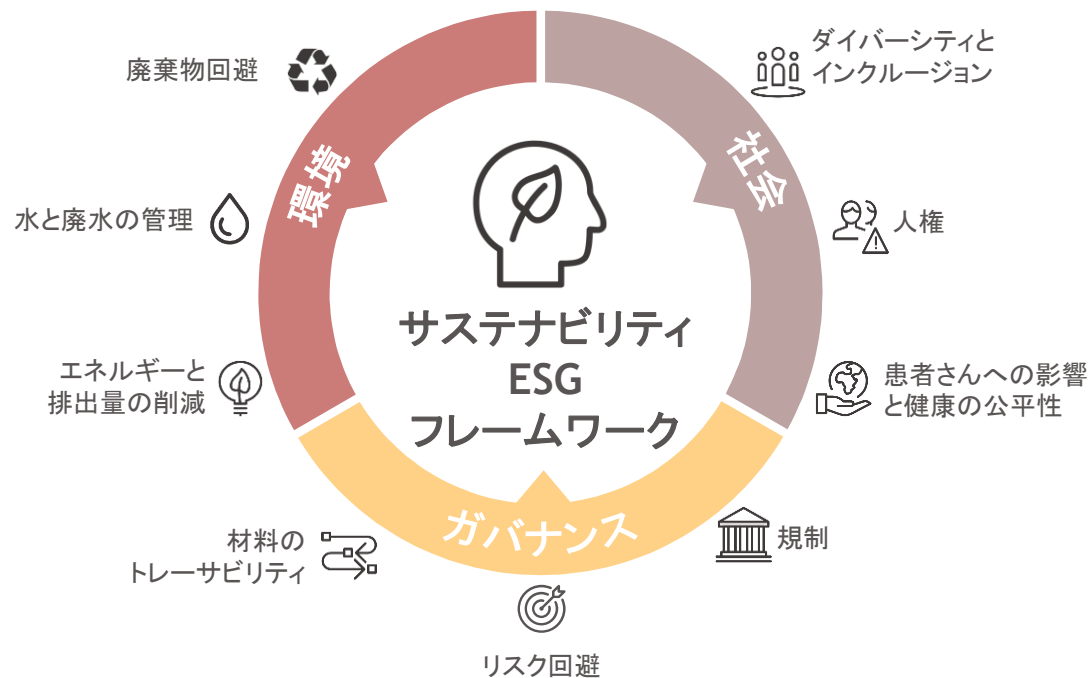 廃棄物回避
水と廃水の管理
エネルギーと
排出量の削減
環境
ダイバーシティと
インクルージョン
人権
患者さんへの影響
と健康の公平性
社会
サステナビリティ
ESG
フレームワーク
ガバナンス
材料の
トレーサビリティ
リスク回避
規制